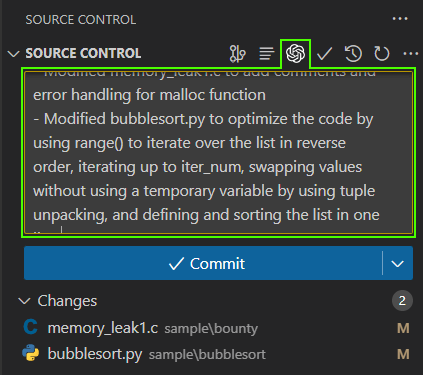 SOURCE CONTROL
SOURCE CONTROL
- Modified memory_leak1.c to add comments and
error handling for malloc function
- Modified bubblesort.py to optimize the code by
using range() to iterate over the list in reverse
order, iterating up to iter_num, swapping values
without using a temporary variable by using tuple
unpacking, and defining and sorting the list in one
Commit
Changes 2
C memory_leak1.c sample\bounty M
bubblesort.py sample\bubblesort M